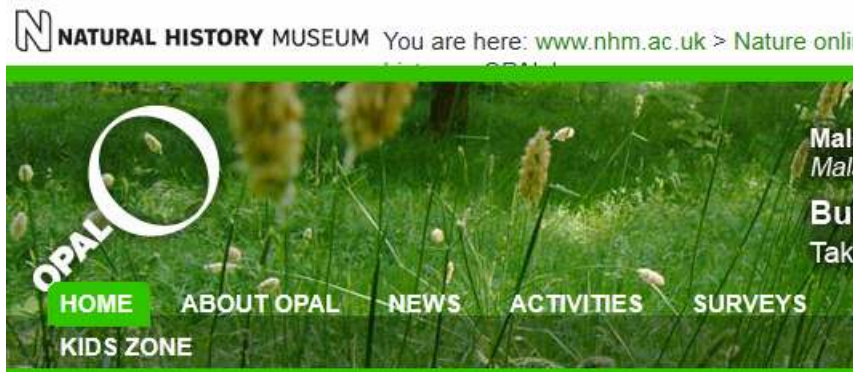 NATURAL HISTORY MUSEUM
You are here: www.nhm.ac.uk > Nature onli
OPAL
Mal
Mal
Bu
Tak
HOME ABOUT OPAL NEWS ACTIVITIES SURVEYS
KIDS ZONE